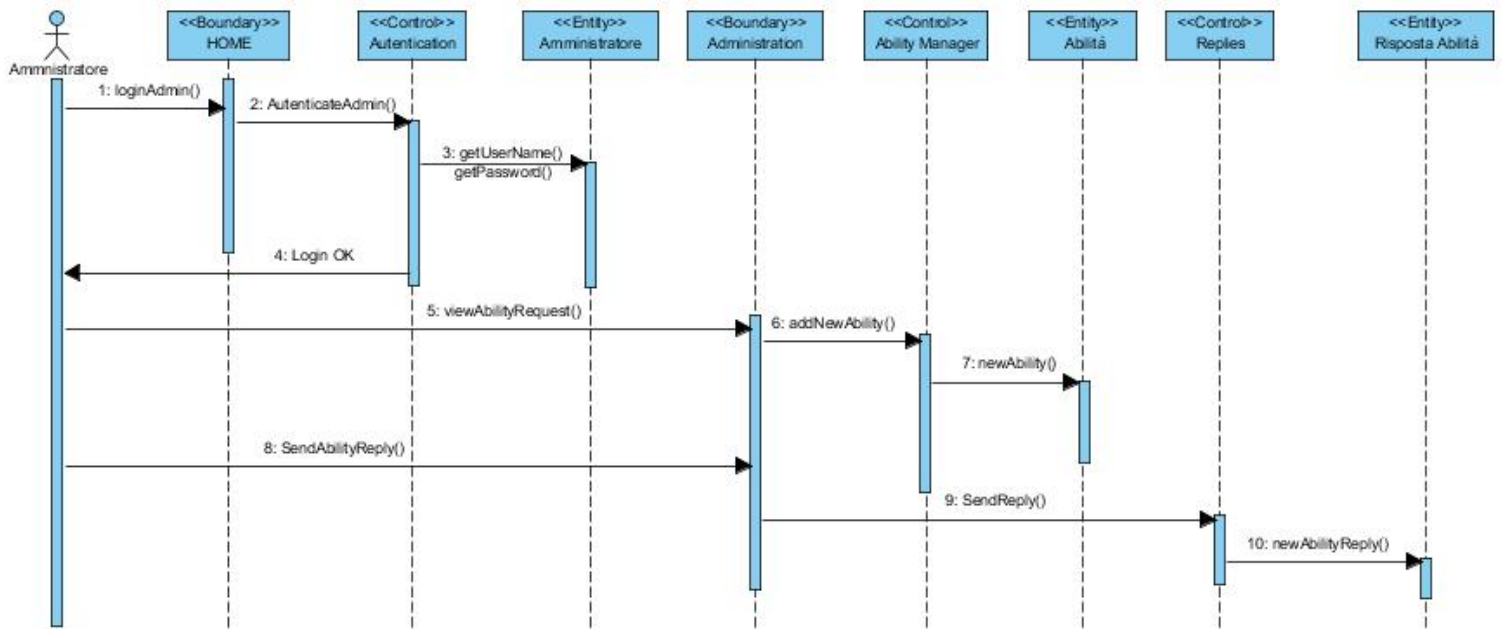 <<Boundary>>
HOME
<<Control>>
Autentication
<<Entity>>
Amministratore
<<Boundary>>
Administration
<<Control>>
Ability Manager
<<Entity>>
Abilitá
<<Control>>
Replies
<<Entity>>
Risposta Abilitá
Ammnistratore
1: loginAdmin()
2: AutenticateAdmin()
3: getUserName()
getPassword()
4: Login OK
5: viewAbilityRequest()
6: addNewAbility()
7: newAbility()
8: SendAbilityReply()
9: SendReply()
10: newAbilityReply()